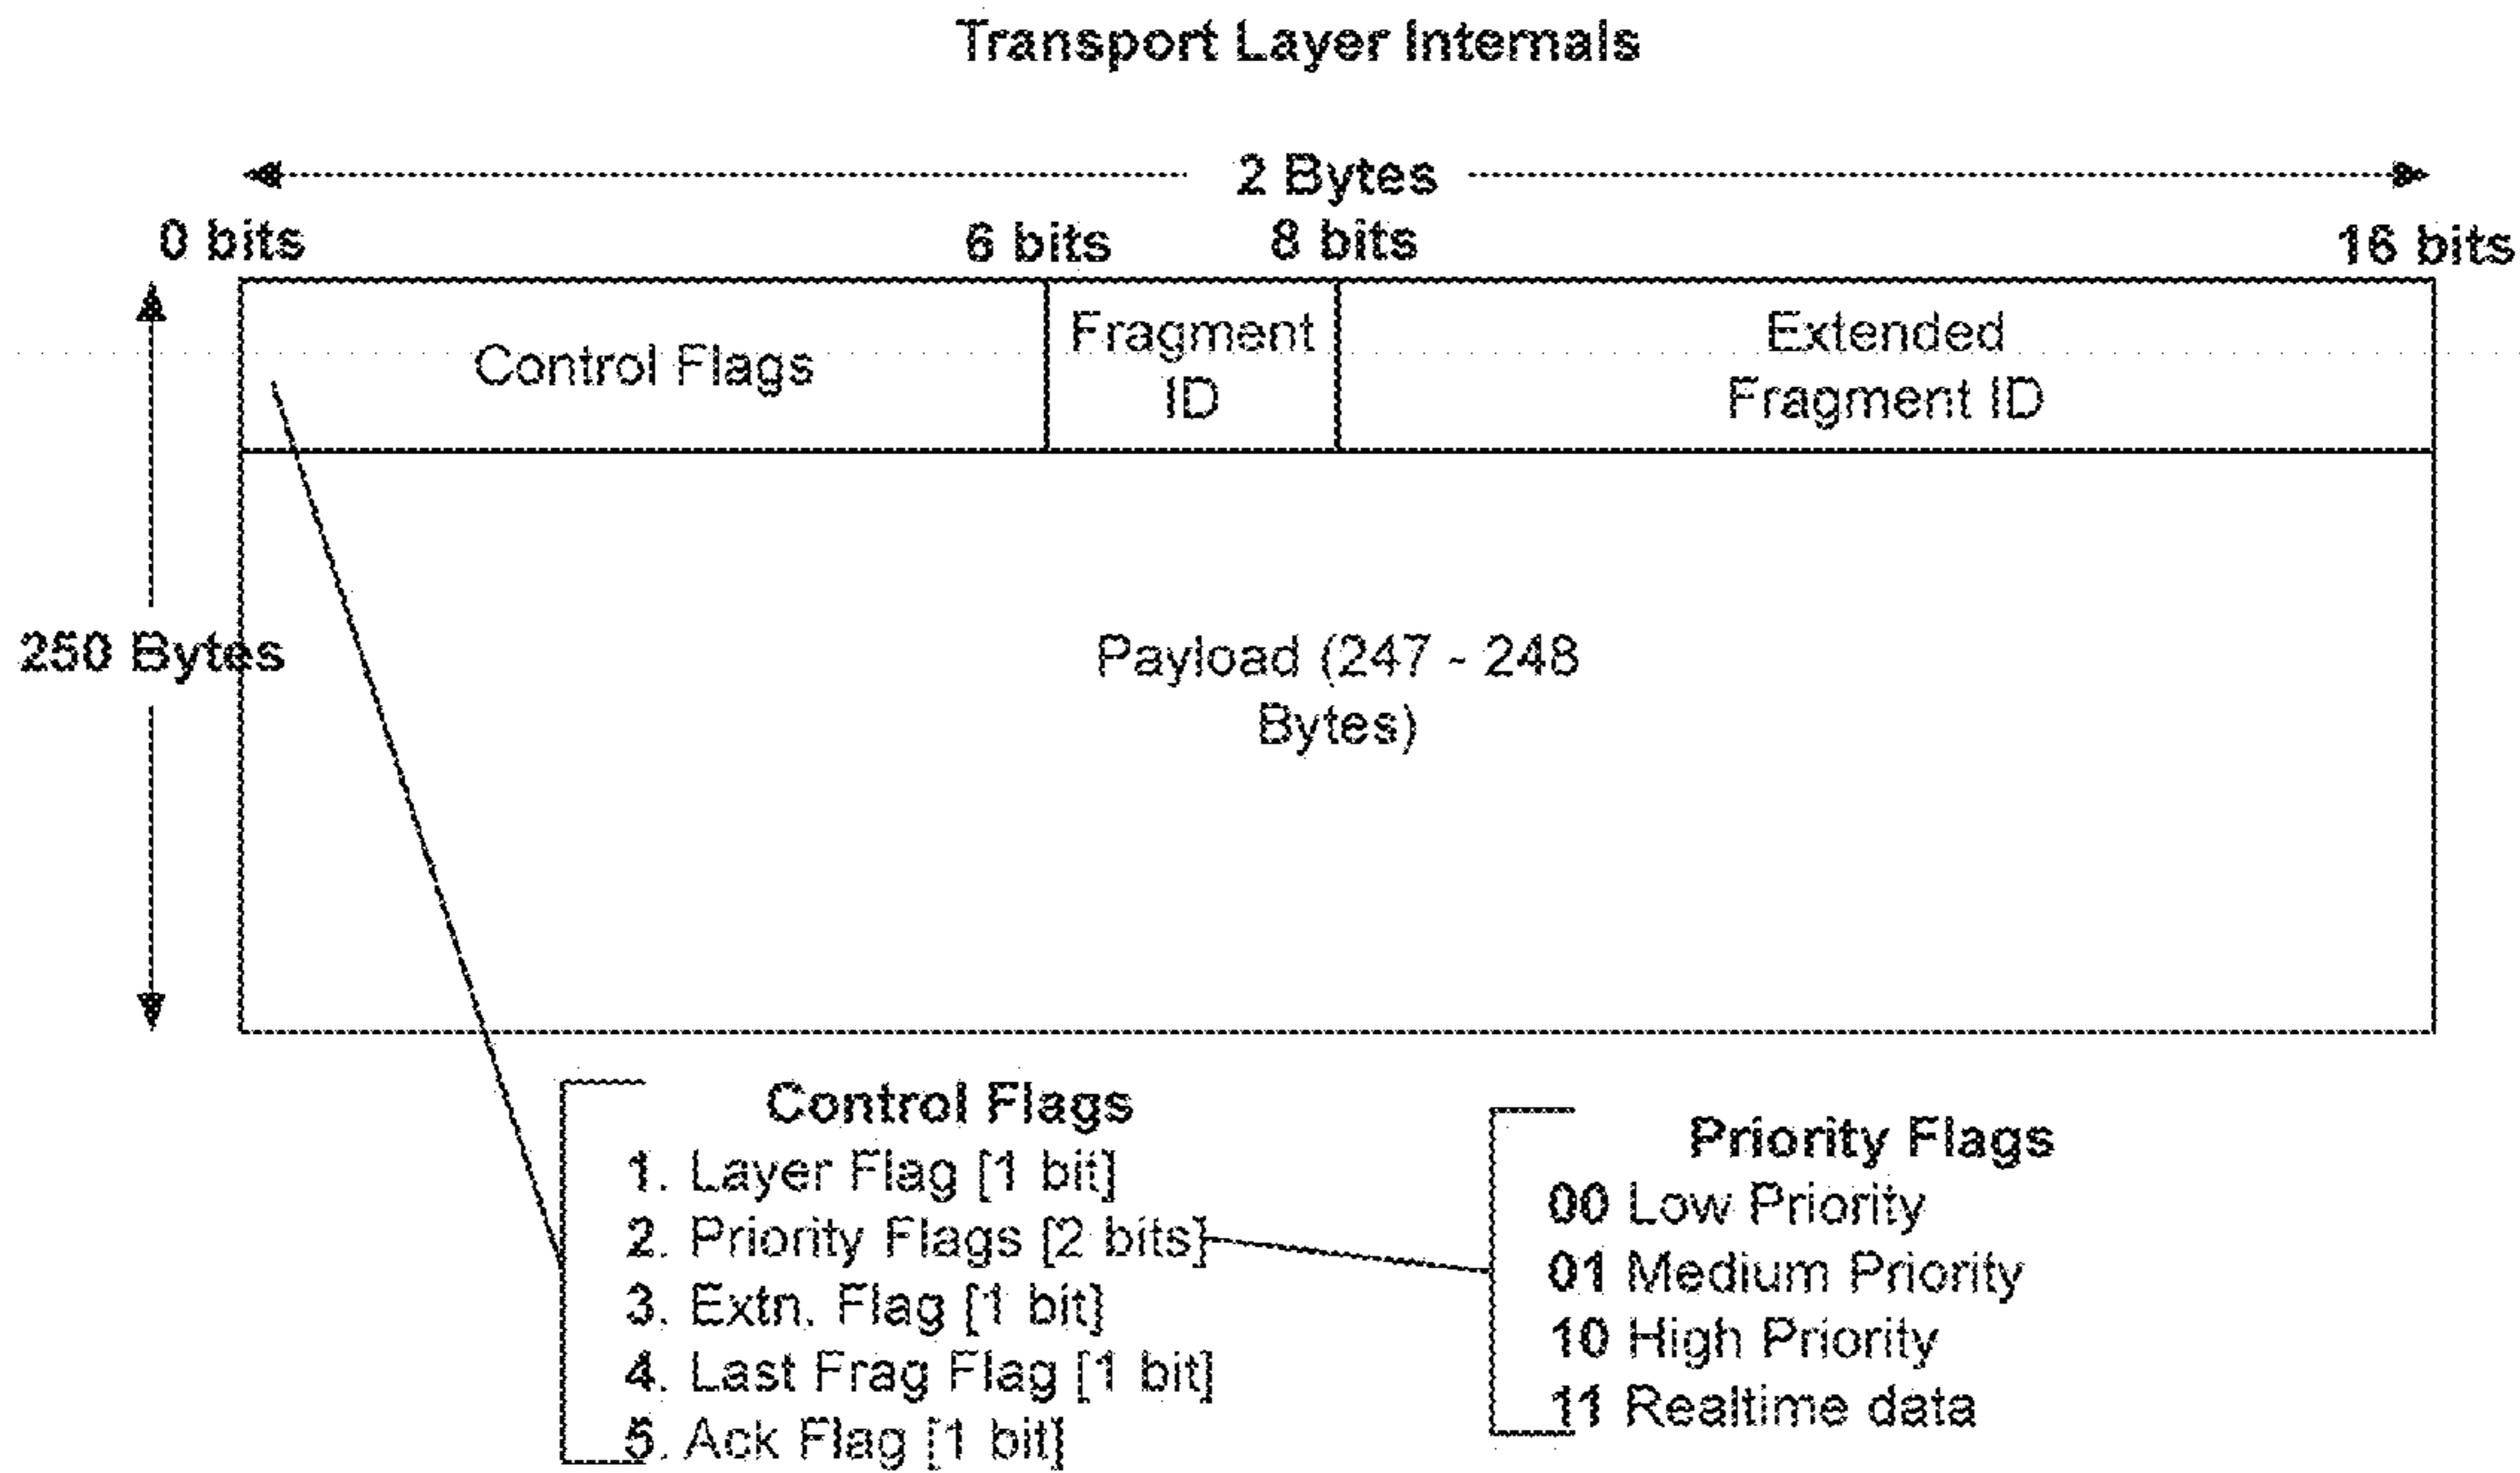 Transport Layer Internals
2 Bytes
0 bits
6 bits
8 bits
16 bits
Control Flags
Fragment
ID
Extended
Fragment ID
250 Bytes
Payload (247 - 248
Bytes)
Control Flags
1. Layer Flag [1 bit]
2. Priority Flags [2 bits]
3. Extn. Flag [1 bit]
4. Last Frag Flag [1 bit]
5. Ack Flag [1 bit]
Priority Flags
00 Low Priority
01 Medium Priority
10 High Priority
11 Realtime data